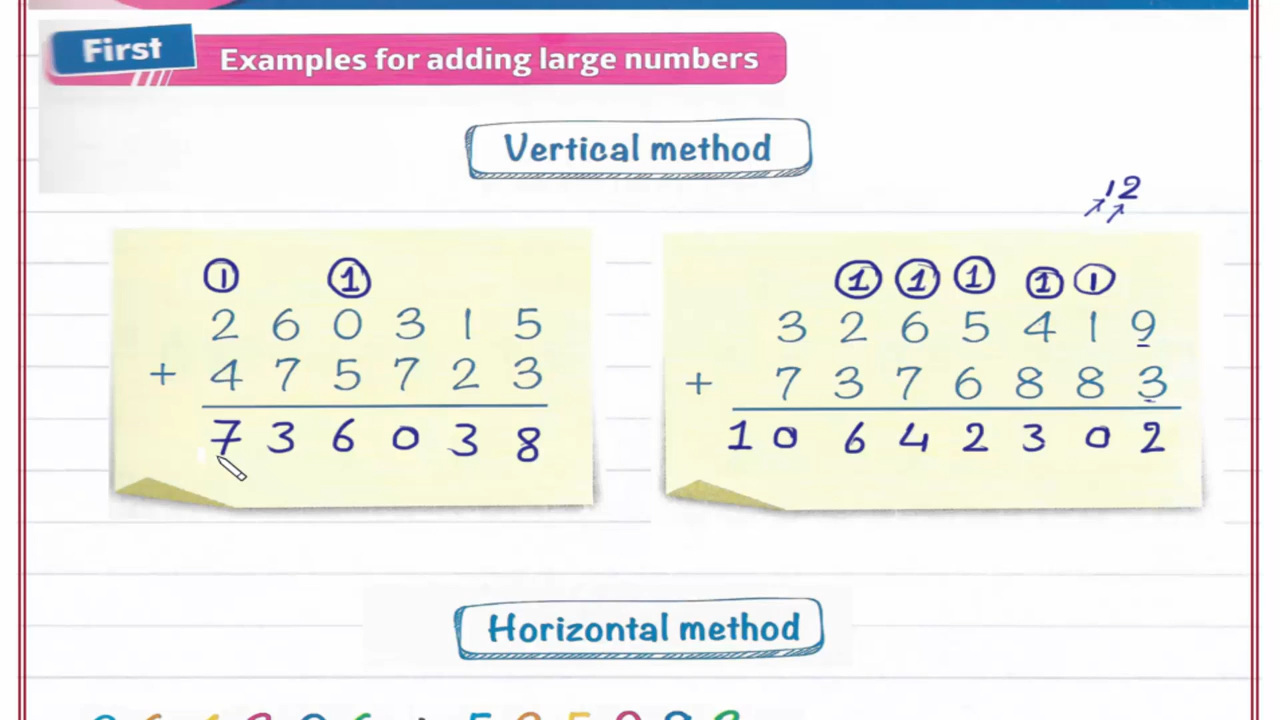 First
Examples for adding large numbers
Vertical method
12
① ①
2 6 0 3 1 5
+ 4 7 5 7 2 3
7 3 6 0 3 8
① ① ① ① ①
3 2 6 5 4 1 9
+ 7 3 7 6 8 8 3
1 0 6 4 2 3 0 2
Horizontal method